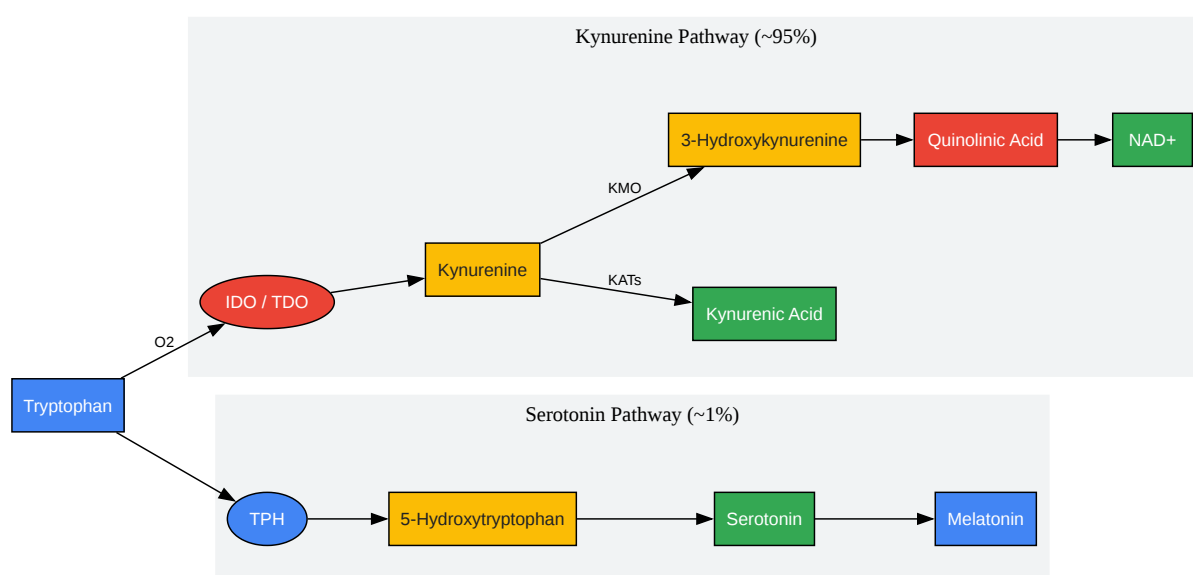 Kynurenine Pathway (~95%)
3-Hydroxykynurenine
Quinolinic Acid
NAD+
KMO
Kynurenine
KATs
IDO / TDO
Kynurenic Acid
O2
Tryptophan
Serotonin Pathway (~1%)
TPH
5-Hydroxytryptophan
Serotonin
Melatonin